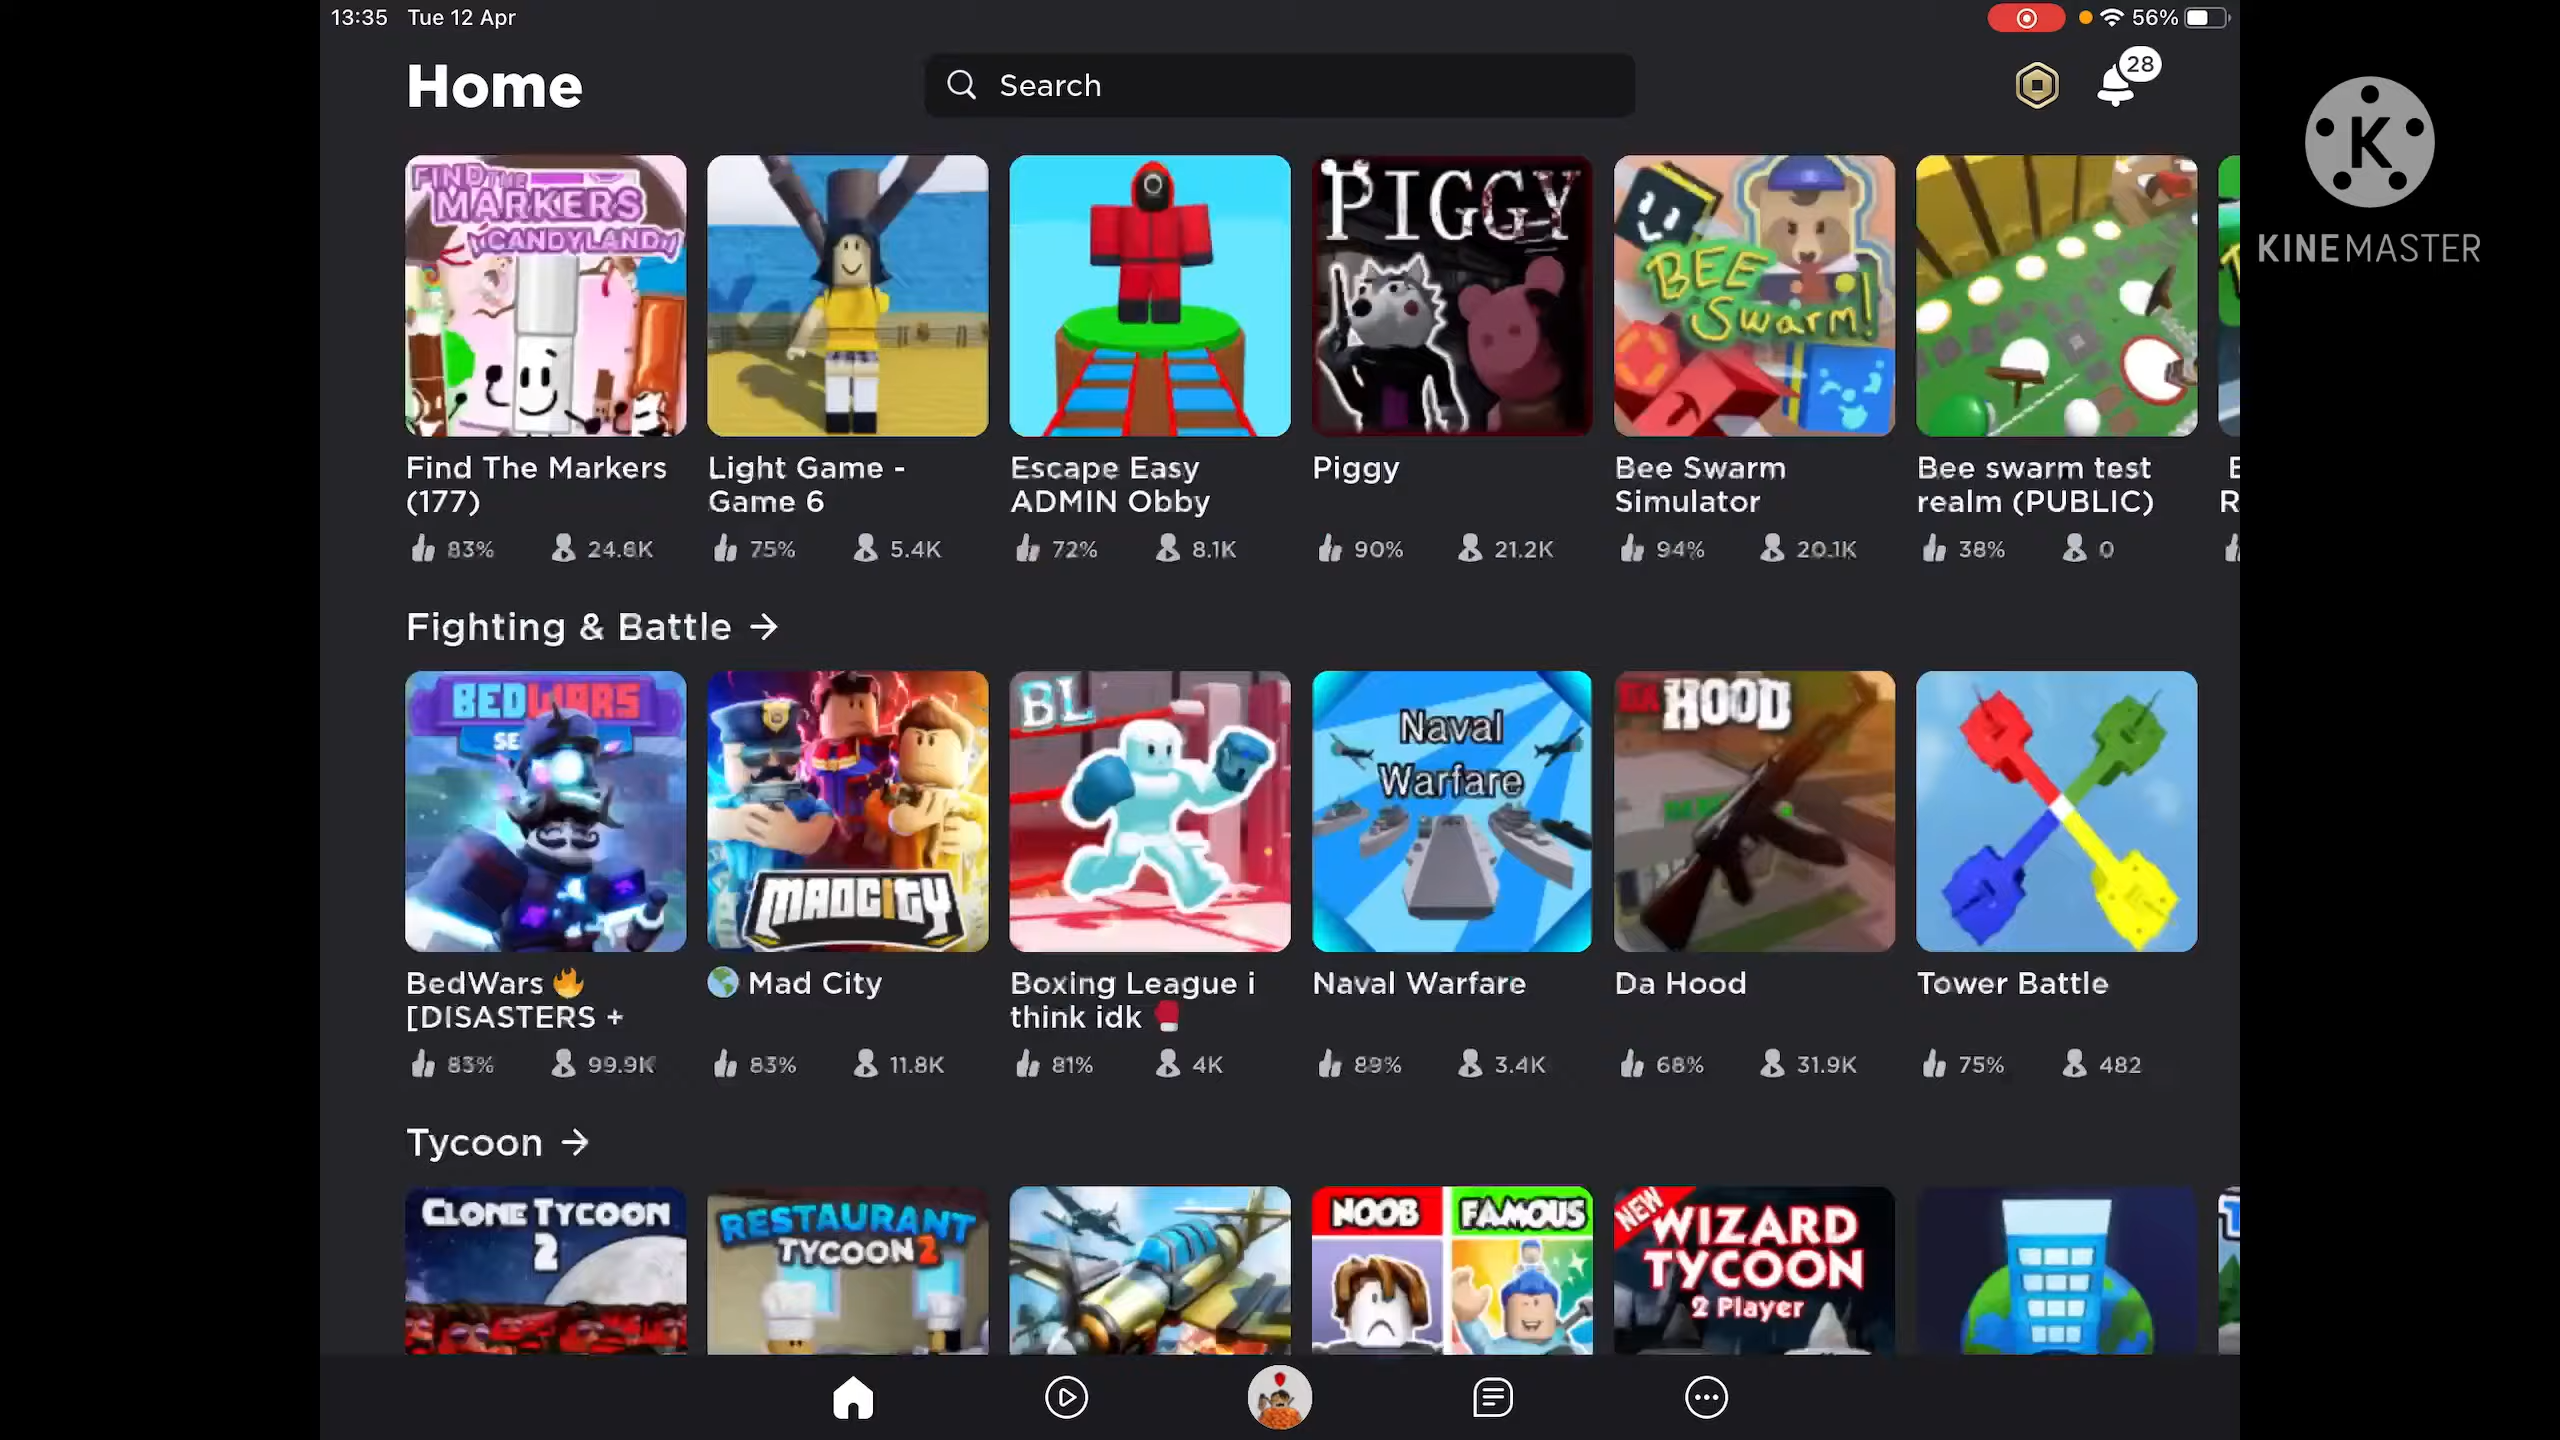 13:35 Tue 12 Apr
56%
Home
Search
28
KINEMASTER
FIND THE
MARKERS
CANDYLAND
PIGGY
BEE
Swarm!
Find The Markers
(177)
83% 24.8K
Light Game -
Game 6
75% 5.4K
Escape Easy
ADMIN Obby
72% 8.1K
Piggy
90% 21.2K
Bee Swarm
Simulator
94% 20.1K
Bee swarm test
realm (PUBLIC)
38% 0
Fighting & Battle →
BEDWARS
SE
MADCITY
BL
Naval
Warfare
DA HOOD
BedWars 🔥
[DISASTERS +
83% 99.9K
🌎 Mad City
83% 11.8K
Boxing League i
think idk 🥊
81% 4K
Naval Warfare
89% 3.4K
Da Hood
68% 31.9K
Tower Battle
75% 482
Tycoon →
CLONE TYCOON
2
RESTAURANT
TYCOON 2
NOOB FAMOUS
NEW
WIZARD
TYCOON
2 Player